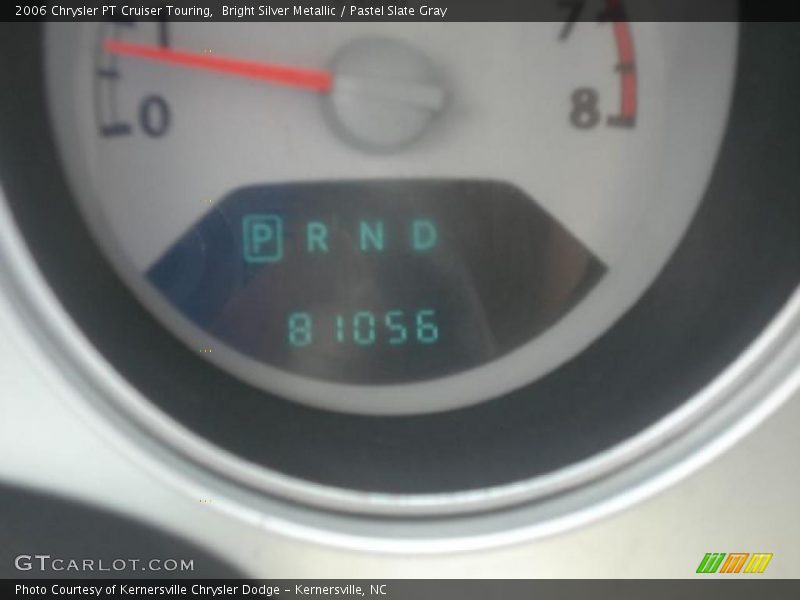 2006 Chrysler PT Cruiser Touring,  Bright Silver Metallic / Pastel Slate Gray
7
0
8
P R N D
81056
GTCARLOT.COM
Photo Courtesy of Kernersville Chrysler Dodge - Kernersville, NC